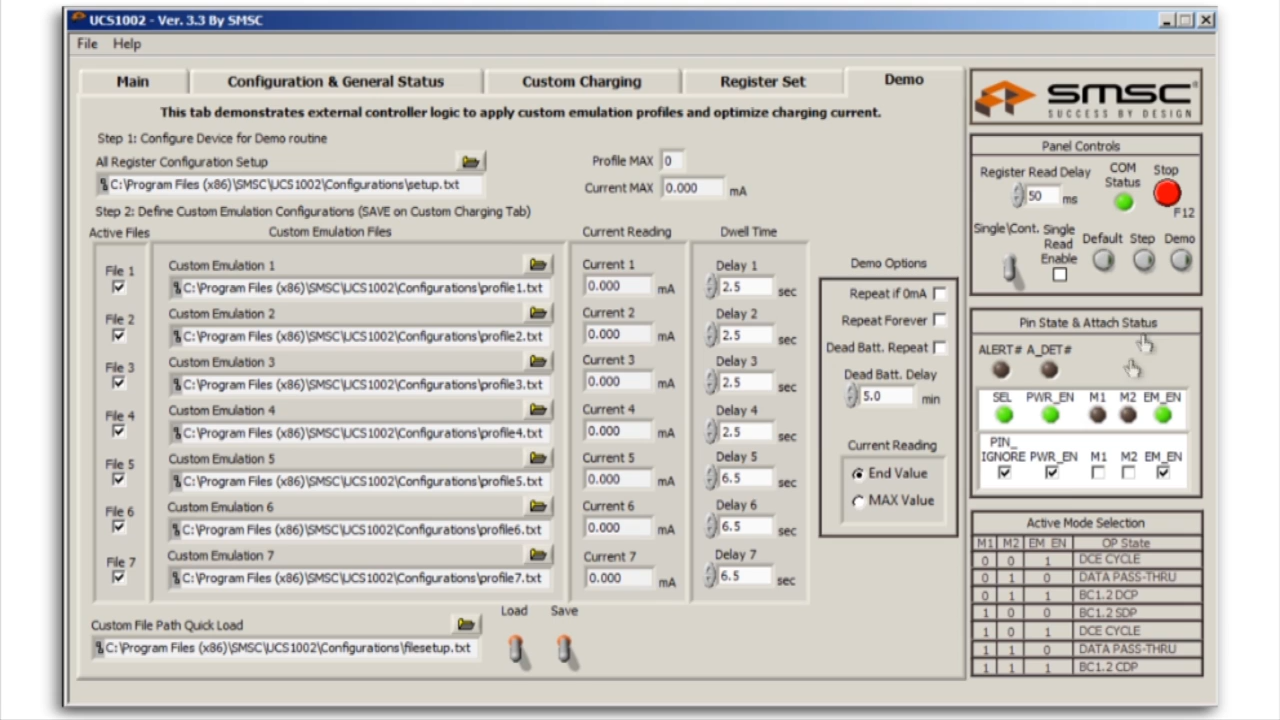 UCS1002 - Ver. 3.3 By SMSC
File Help
Main Configuration & General Status Custom Charging Register Set Demo
This tab demonstrates external controller logic to apply custom emulation profiles and optimize charging current.
Step 1: Configure Device for Demo routine
All Register Configuration Setup
C:\Program Files (x86)\SMSC\UCS1002\Configurations\setup.txt
Profile MAX 0
Current MAX 0.000 mA
Step 2: Define Custom Emulation Configurations (SAVE on Custom Charging Tab)
Active Files Custom Emulation Files Current Reading Dwell Time
File 1 Custom Emulation 1 Current 1 Delay 1
C:\Program Files (x86)\SMSC\UCS1002\Configurations\profile1.txt 0.000 mA 2.5 sec
File 2 Custom Emulation 2 Current 2 Delay 2
C:\Program Files (x86)\SMSC\UCS1002\Configurations\profile2.txt 0.000 mA 2.5 sec
File 3 Custom Emulation 3 Current 3 Delay 3
C:\Program Files (x86)\SMSC\UCS1002\Configurations\profile3.txt 0.000 mA 2.5 sec
File 4 Custom Emulation 4 Current 4 Delay 4
C:\Program Files (x86)\SMSC\UCS1002\Configurations\profile4.txt 0.000 mA 2.5 sec
File 5 Custom Emulation 5 Current 5 Delay 5
C:\Program Files (x86)\SMSC\UCS1002\Configurations\profile5.txt 0.000 mA 6.5 sec
File 6 Custom Emulation 6 Current 6 Delay 6
C:\Program Files (x86)\SMSC\UCS1002\Configurations\profile6.txt 0.000 mA 6.5 sec
File 7 Custom Emulation 7 Current 7 Delay 7
C:\Program Files (x86)\SMSC\UCS1002\Configurations\profile7.txt 0.000 mA 6.5 sec
Custom File Path Quick Load Load Save
C:\Program Files (x86)\SMSC\UCS1002\Configurations\filesetup.txt
Demo Options
Repeat if 0mA
Repeat Forever
Dead Batt. Repeat
Dead Batt. Delay
5.0 min
Current Reading
End Value
MAX Value
SMSC®
SUCCESS BY DESIGN
Panel Controls
Register Read Delay COM Status Stop
50 ms F12
Single\Cont. Single Read Enable Default Step Demo
Pin State & Attach Status
ALERT# A_DET#
SEL PWR_EN M1 M2 EM_EN
PIN_
IGNORE PWR_EN M1 M2 EM_EN
Active Mode Selection
M1 M2 EM EN OP State
0 0 1 DCE CYCLE
0 1 0 DATA PASS-THRU
0 1 1 BC1.2 DCP
1 0 0 BC1.2 SDP
1 0 1 DCE CYCLE
1 1 0 DATA PASS-THRU
1 1 1 BC1.2 CDP